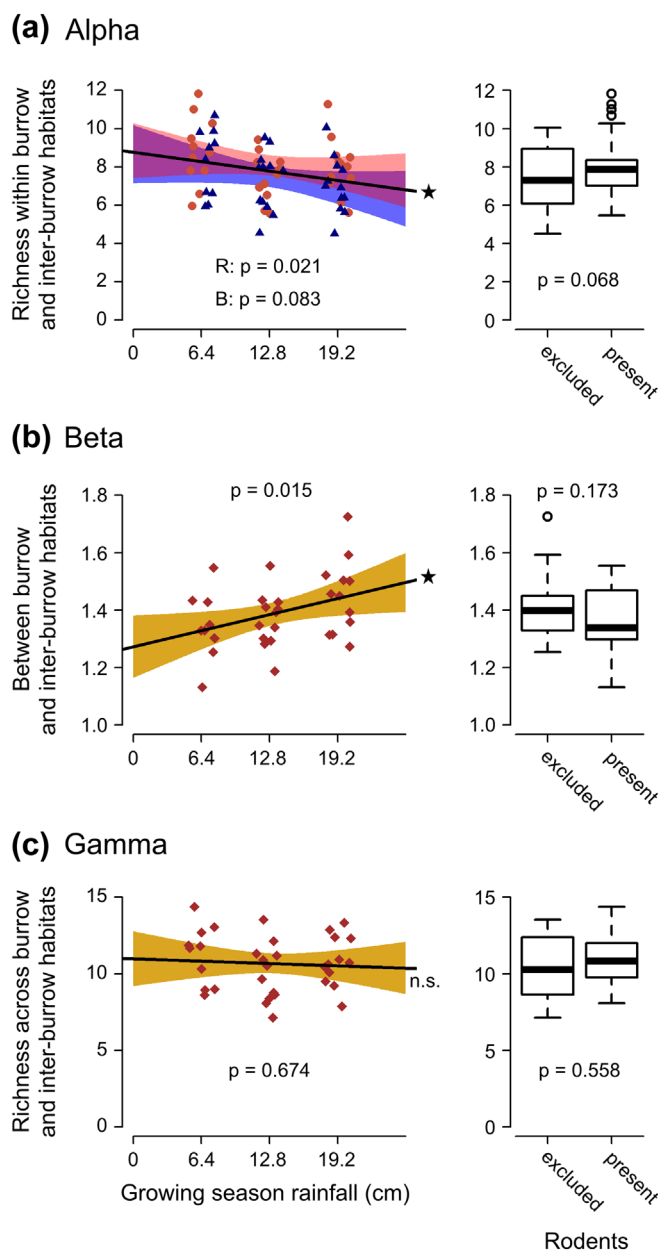 (a) Alpha
Richness within burrow
and inter-burrow habitats
12
10
8
6
4
2
0
R: p = 0.021
B: p = 0.083
★
0
6.4
12.8
19.2
12
10
8
6
4
2
0
p = 0.068
excluded
present
(b) Beta
Between burrow
and inter-burrow habitats
1.8
1.6
1.4
1.2
1.0
p = 0.015
★
0
6.4
12.8
19.2
1.8
1.6
1.4
1.2
1.0
p = 0.173
excluded
present
(c) Gamma
Richness across burrow
and inter-burrow habitats
15
10
5
0
n.s.
p = 0.674
0
6.4
12.8
19.2
Growing season rainfall (cm)
15
10
5
0
p = 0.558
excluded
present
Rodents